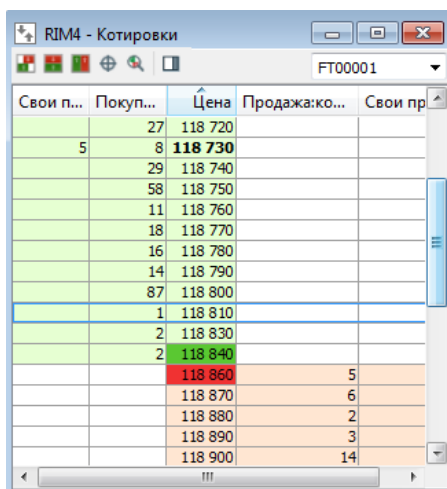 RIM4 - Котировки
FT00001
Свои п... Покуп... Цена Продажа:ко... Свои пр
27 118 720
5 8 118 730
29 118 740
58 118 750
11 118 760
18 118 770
16 118 780
14 118 790
87 118 800
1 118 810
2 118 830
2 118 840
118 860 5
118 870 6
118 880 2
118 890 3
118 900 14